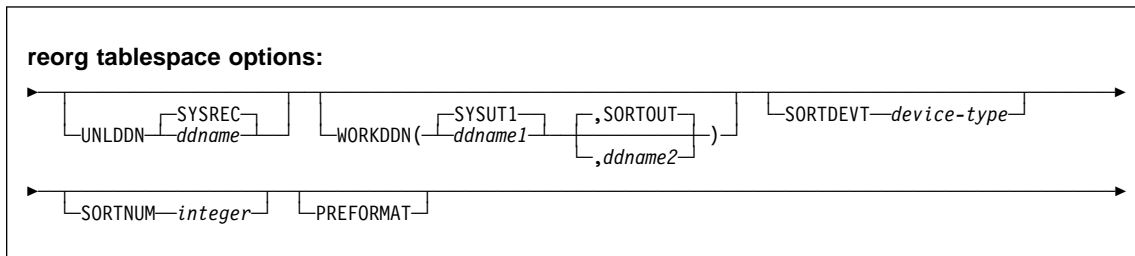 reorg tablespace options:
SYSREC SYSUT1 ,SORTOUT SORTDEVT device-type
UNLDDN ddname WORKDDN( ddname1 )
,ddname2
SORTNUM integer PREFORMAT